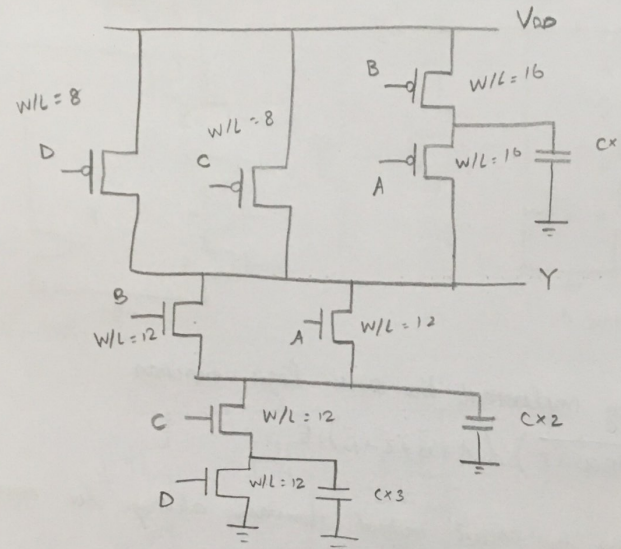 VDD
B
W/L = 16
W/L = 8
W/L = 8
D
C
A
W/L = 16
Cx
Y
B
W/L = 12
A
W/L = 12
C
W/L = 12
Cx2
D
W/L = 12
Cx3